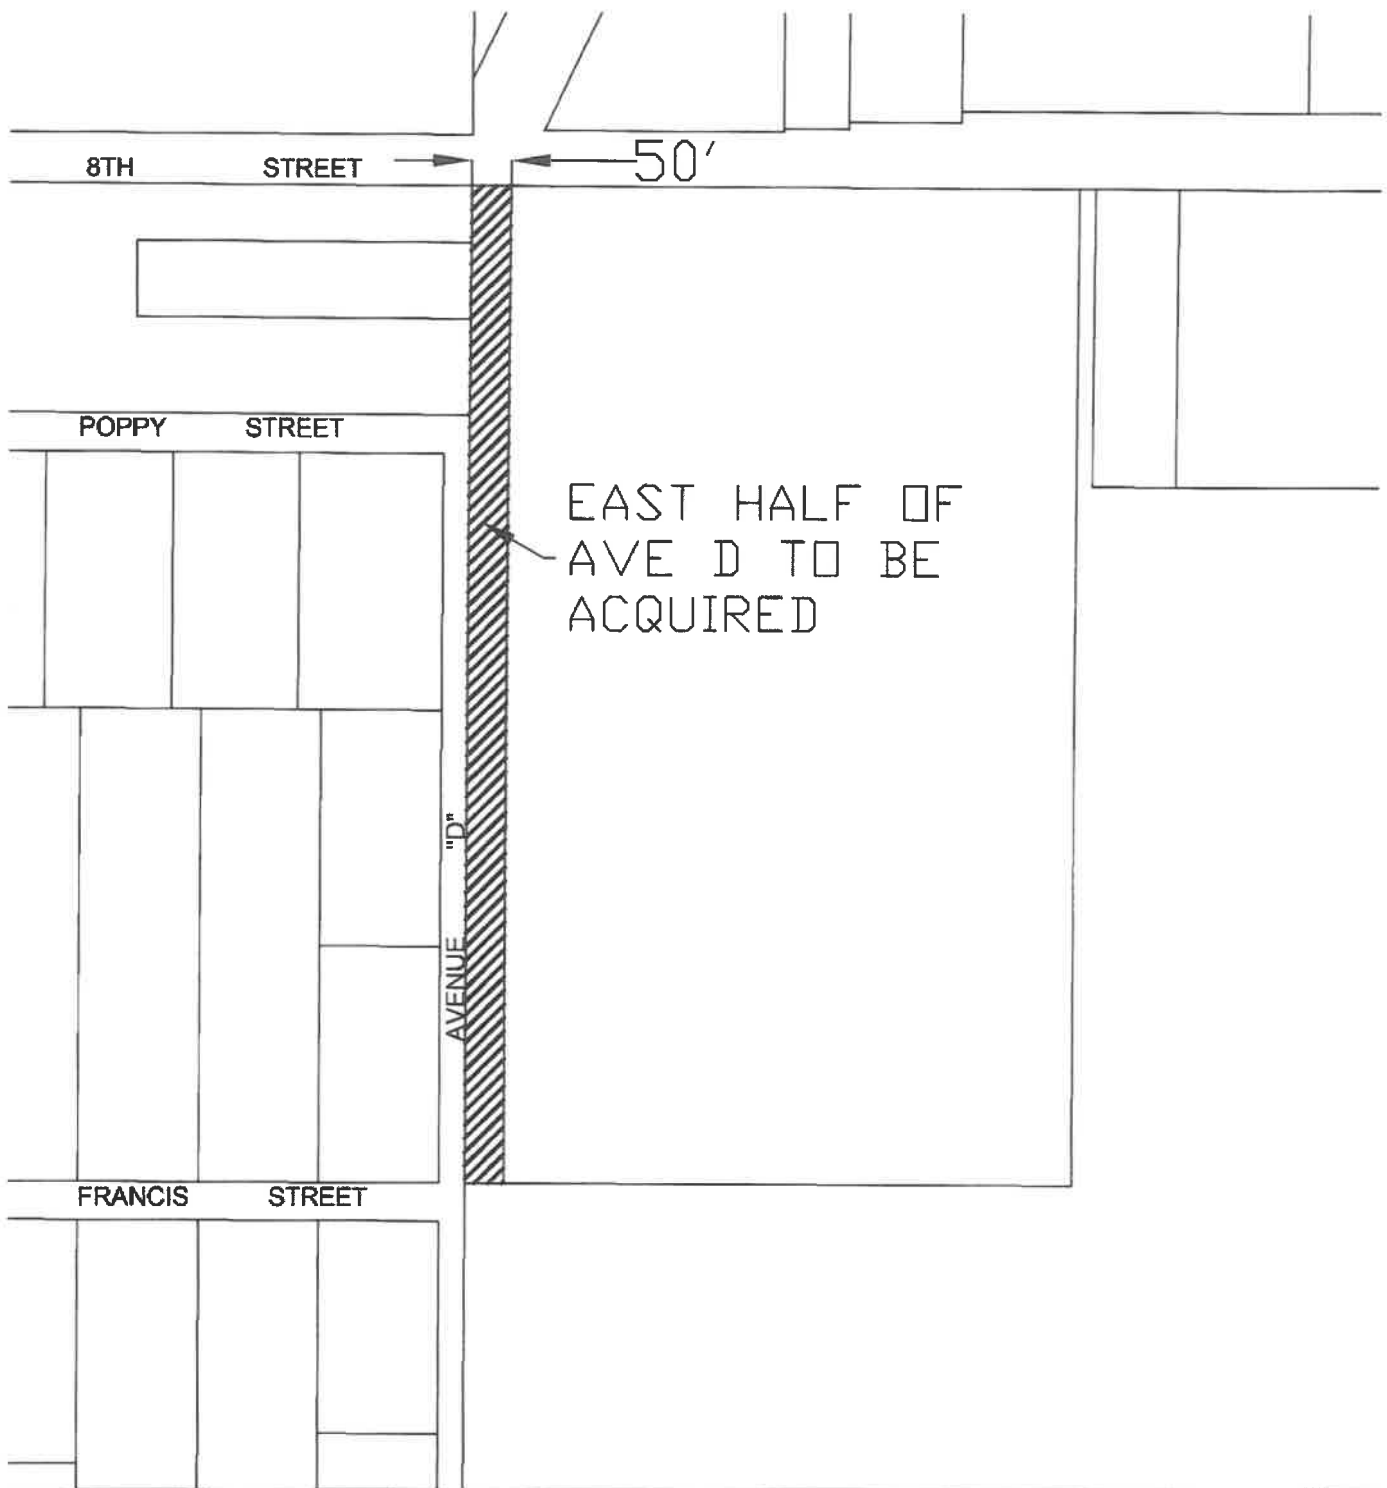 8TH STREET
50'
POPPY STREET
EAST HALF OF
AVE D TO BE
ACQUIRED
AVENUE "D"
FRANCIS STREET